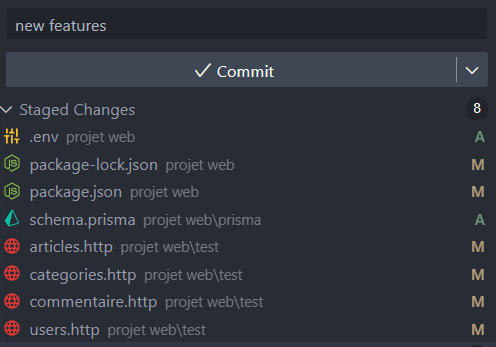 new features
Commit
Staged Changes 8
.env projet web A
package-lock.json projet web M
package.json projet web M
schema.prisma projet web\prisma A
articles.http projet web\test M
categories.http projet web\test M
commentaire.http projet web\test M
users.http projet web\test M